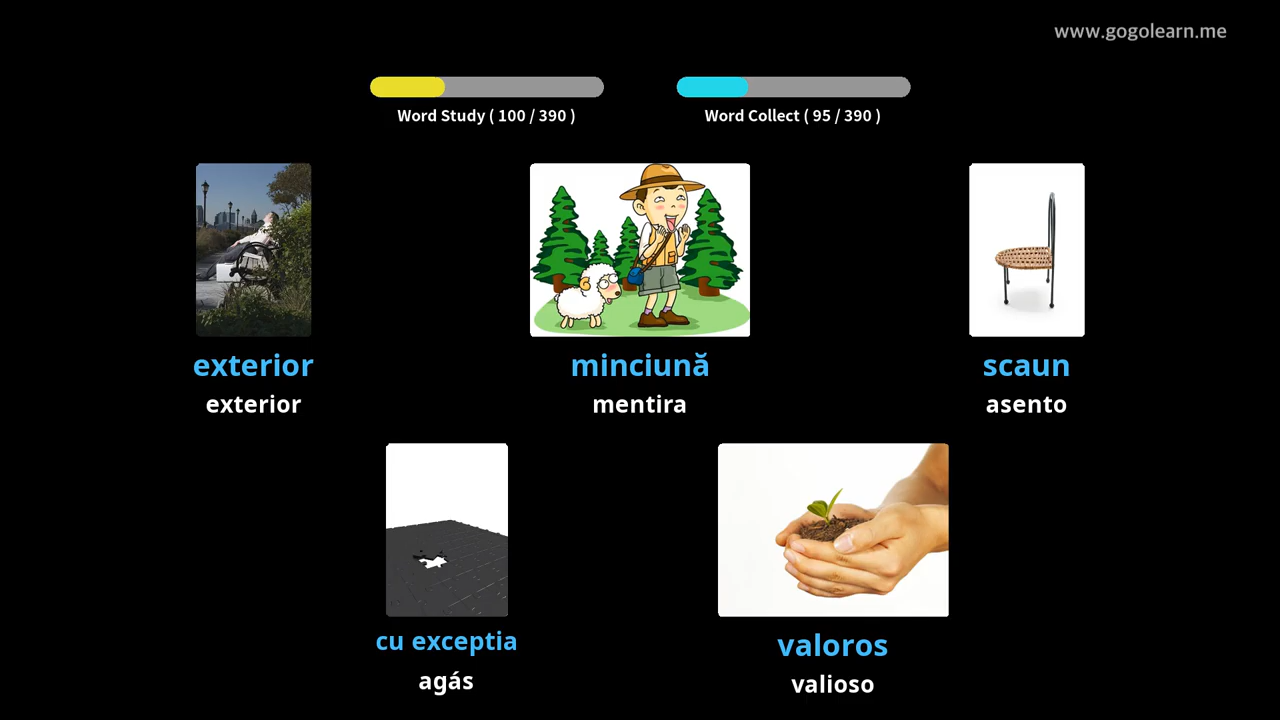 www.gogolearn.me
Word Study ( 100 / 390 )
Word Collect ( 95 / 390 )
exterior
exterior
minciună
mentira
scaun
asento
cu exceptia
agás
valoros
valioso